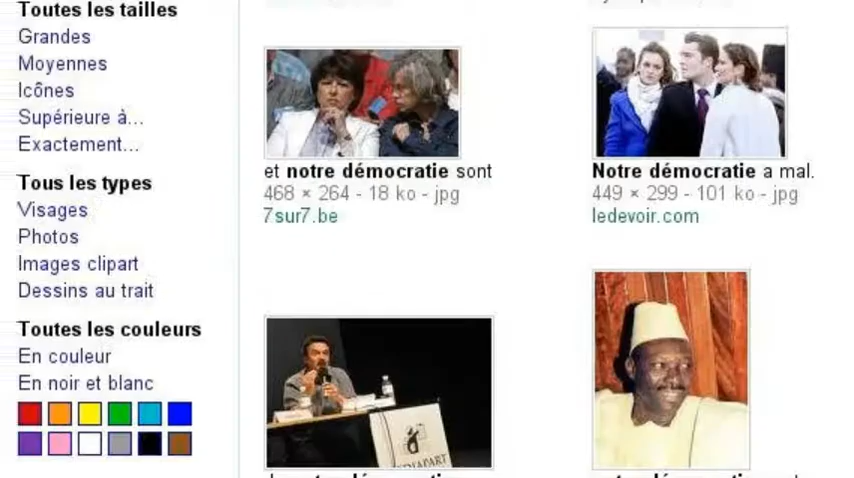 Toutes les tailles
Grandes
Moyennes
Icônes
Supérieure à...
Exactement...
Tous les types
Visages
Photos
Images clipart
Dessins au trait
Toutes les couleurs
En couleur
En noir et blanc
et notre démocratie sont
468 × 264 - 18 ko - jpg
7sur7.be
Notre démocratie a mal.
449 × 299 - 101 ko - jpg
ledevoir.com